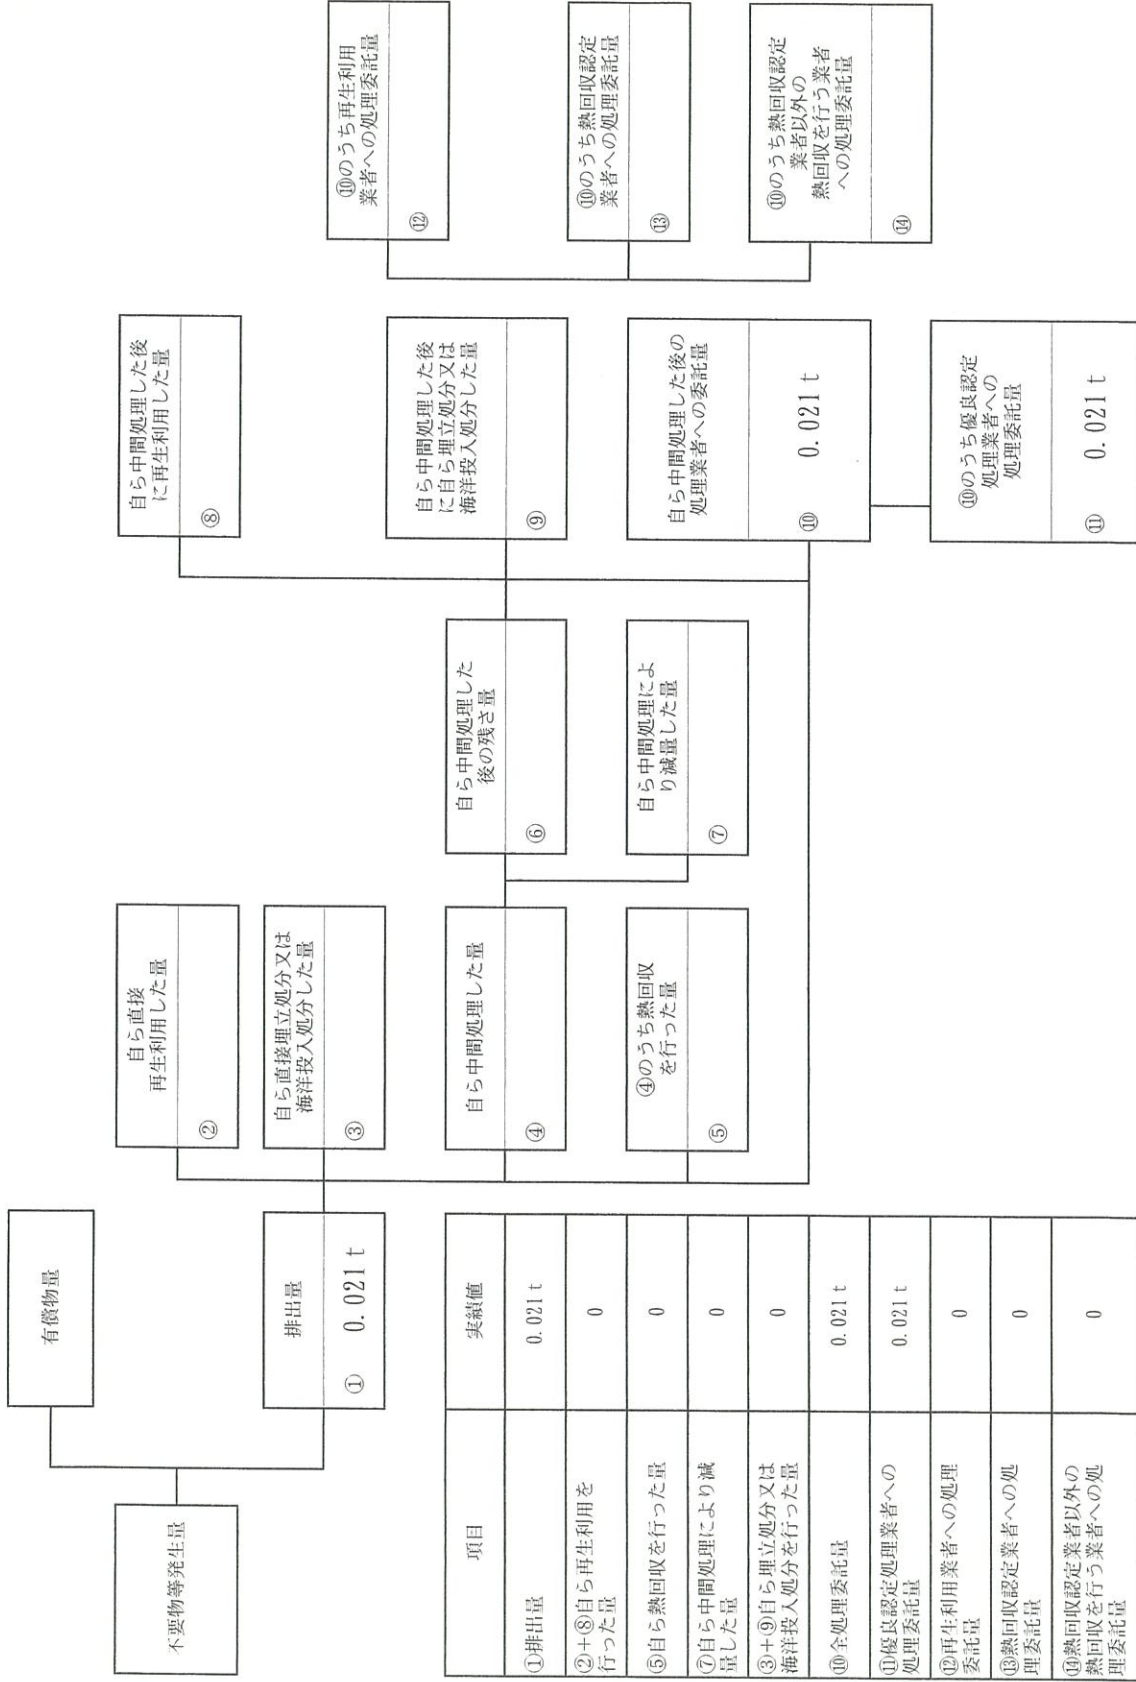 不要物等発生量
有償物量
排出量
① 0.021 t
自ら直接
再生利用した量
②
自ら直接埋立処分又は
海洋投入処分した量
③
自ら中間処理した量
④
④のうち熱回収
を行った量
⑤
自ら中間処理した
後の残さ量
⑥
自ら中間処理によ
り減量した量
⑦
自ら中間処理した後
に再生利用した量
⑧
自ら中間処理した後
に自ら埋立処分又は
海洋投入処分した量
⑨
自ら中間処理した後の
処理業者への委託量
⑩ 0.021 t
⑩のうち優良認定
処理業者への
処理委託量
⑪ 0.021 t
⑩のうち再生利用
業者への処理委託量
⑫
⑩のうち熱回収認定
業者への処理委託量
⑬
⑩のうち熱回収認定
業者以外の
熱回収を行う業者
への処理委託量
⑭
項目 実績値
①排出量 0.021 t
②+⑧自ら再生利用を
行った量 0
⑤自ら熱回収を行った量 0
⑦自ら中間処理により減
量した量 0
③+⑨自ら埋立処分又は
海洋投入処分を行った量 0
⑩全処理委託量 0.021 t
⑪優良認定処理業者への
処理委託量 0.021 t
⑫再生利用業者への処理
委託量 0
⑬熱回収認定業者への処
理委託量 0
⑭熱回収認定業者以外の
熱回収を行う業者への処
理委託量 0